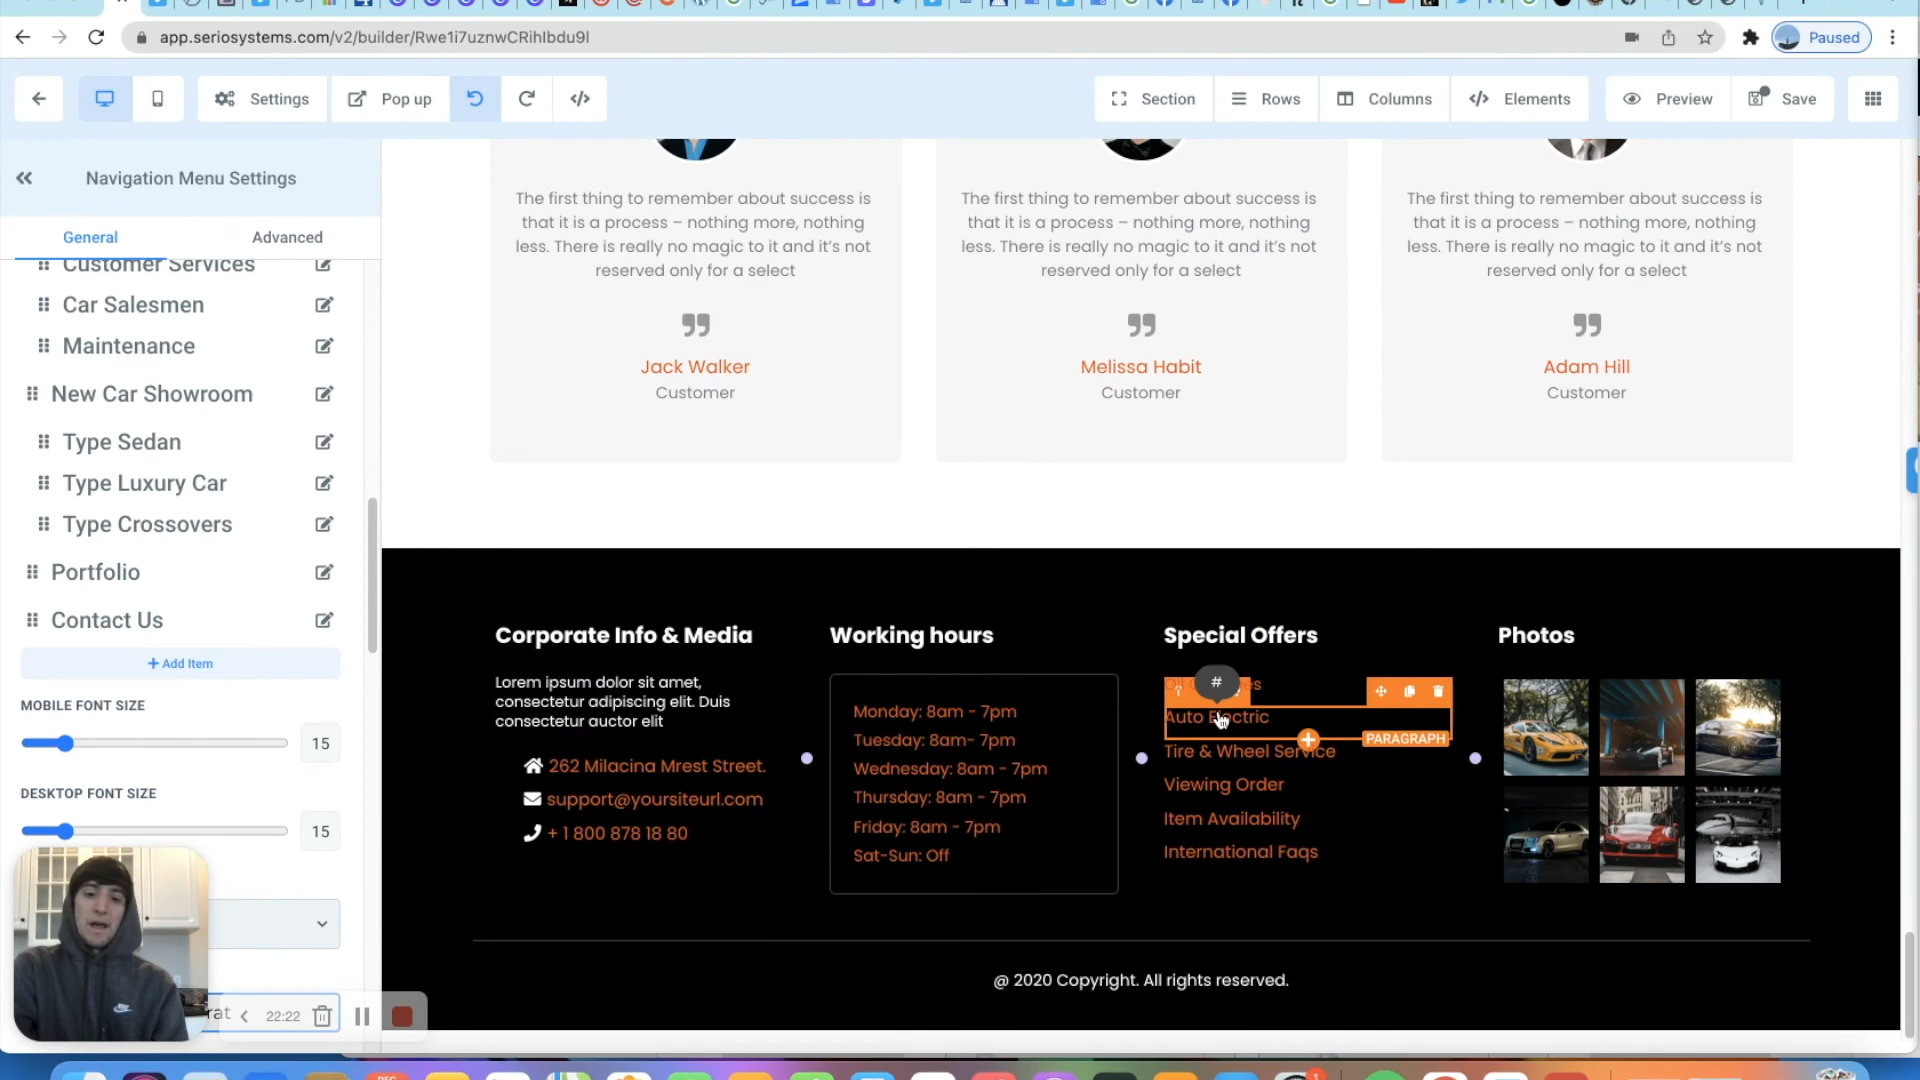 app.seriosystems.com/v2/builder/Rwe1i7uznwCRihIbdu9I
Paused
Settings
Pop up
Section
Rows
Columns
Elements
Preview
Save
Navigation Menu Settings
General
Advanced
Customer Services
Car Salesmen
Maintenance
New Car Showroom
Type Sedan
Type Luxury Car
Type Crossovers
Portfolio
Contact Us
+ Add Item
MOBILE FONT SIZE
15
DESKTOP FONT SIZE
15
22:22
The first thing to remember about success is
that it is a process – nothing more, nothing
less. There is really no magic to it and it's not
reserved only for a select
Jack Walker
Customer
The first thing to remember about success is
that it is a process – nothing more, nothing
less. There is really no magic to it and it's not
reserved only for a select
Melissa Habit
Customer
The first thing to remember about success is
that it is a process – nothing more, nothing
less. There is really no magic to it and it's not
reserved only for a select
Adam Hill
Customer
Corporate Info & Media
Lorem ipsum dolor sit amet,
consectetur adipiscing elit. Duis
consectetur auctor elit
262 Milacina Mrest Street.
support@yoursiteurl.com
+ 1 800 878 18 80
Working hours
Monday: 8am - 7pm
Tuesday: 8am- 7pm
Wednesday: 8am - 7pm
Thursday: 8am - 7pm
Friday: 8am - 7pm
Sat-Sun: Off
Special Offers
#
Auto Electric
PARAGRAPH
Tire & Wheel Service
Viewing Order
Item Availability
International Faqs
Photos
@ 2020 Copyright. All rights reserved.